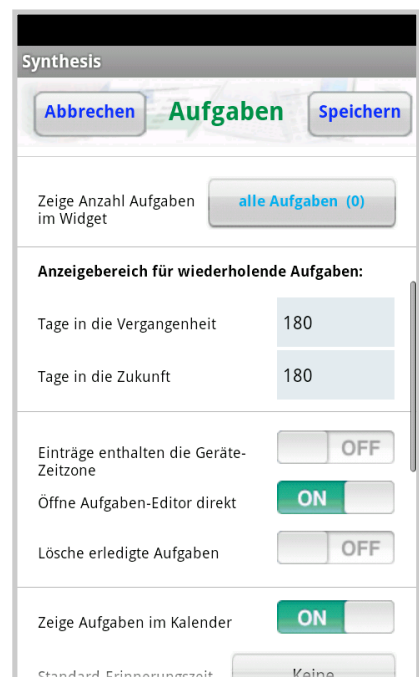 Synthesis
Abbrechen Aufgaben Speichern
Zeige Anzahl Aufgaben alle Aufgaben (0)
im Widget
Anzeigebereich für wiederholende Aufgaben:
Tage in die Vergangenheit 180
Tage in die Zukunft 180
Einträge enthalten die Geräte- OFF
Zeitzone
Öffne Aufgaben-Editor direkt ON
Lösche erledigte Aufgaben OFF
Zeige Aufgaben im Kalender ON
Standard-Erinnerungszeit Keine